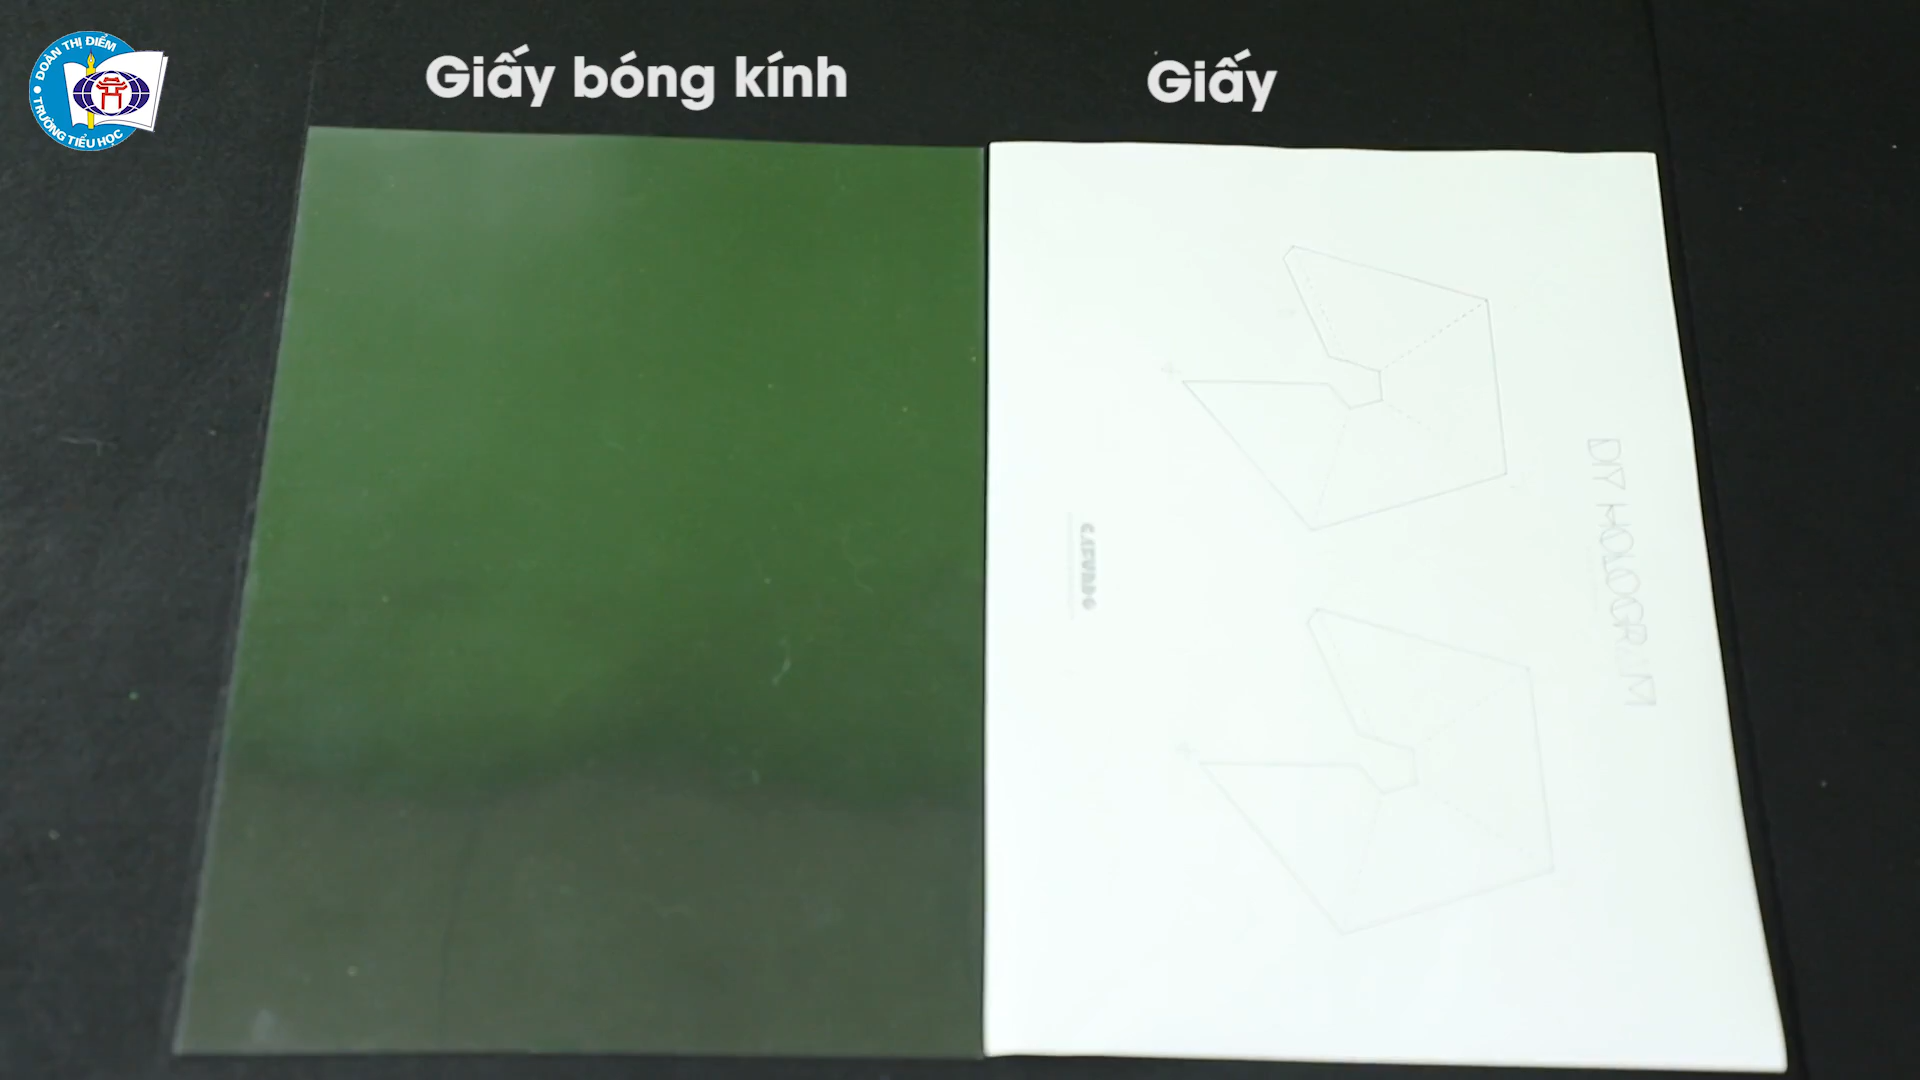 ĐOÀN THỊ ĐIỂM
TRƯỜNG TIỂU HỌC
Giấy bóng kính
Giấy
DIY HOLOGRAM